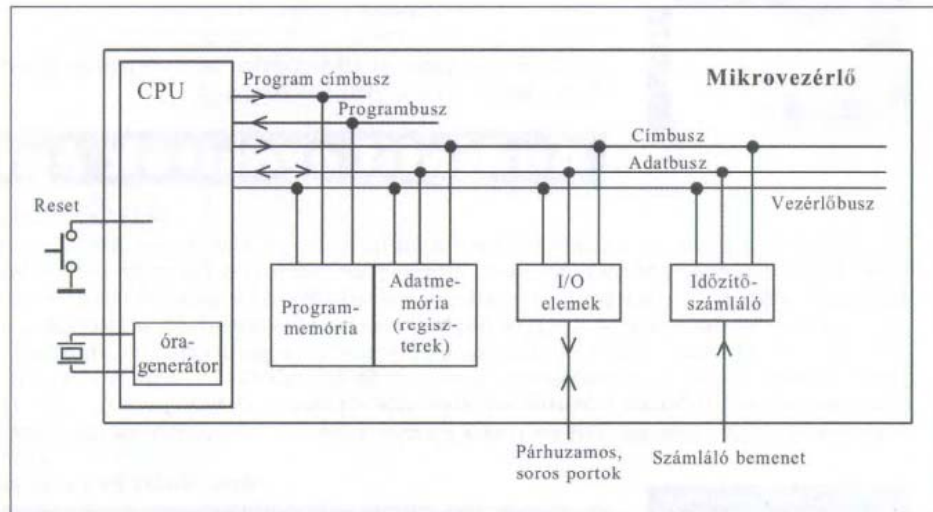 CPU
Program címbusz
Mikrovezérlő
Programbusz
Címbusz
Adatbusz
Vezérlőbusz
Reset
Program-
memória
Adatme-
mória
(regisz-
terek)
I/O
elemek
Időzítő-
számláló
óra-
generátor
Párhuzamos,
soros portok
Számláló bemenet